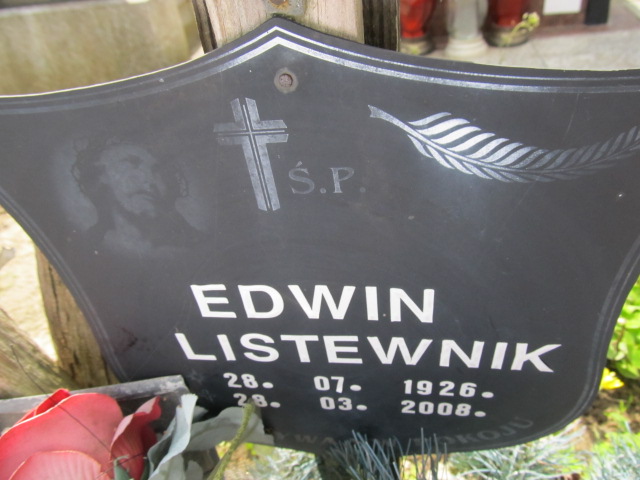 Ś.P.
EDWIN
LISTEWNIK
28. 07. 1926.
28. 03. 2008.